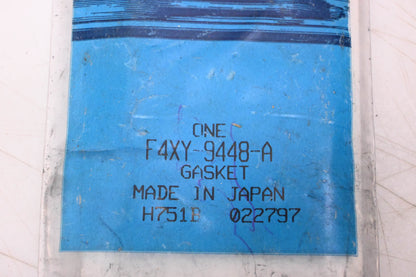 ONE
F4XY-9448-A
GASKET
MADE IN JAPAN
H751B 022797